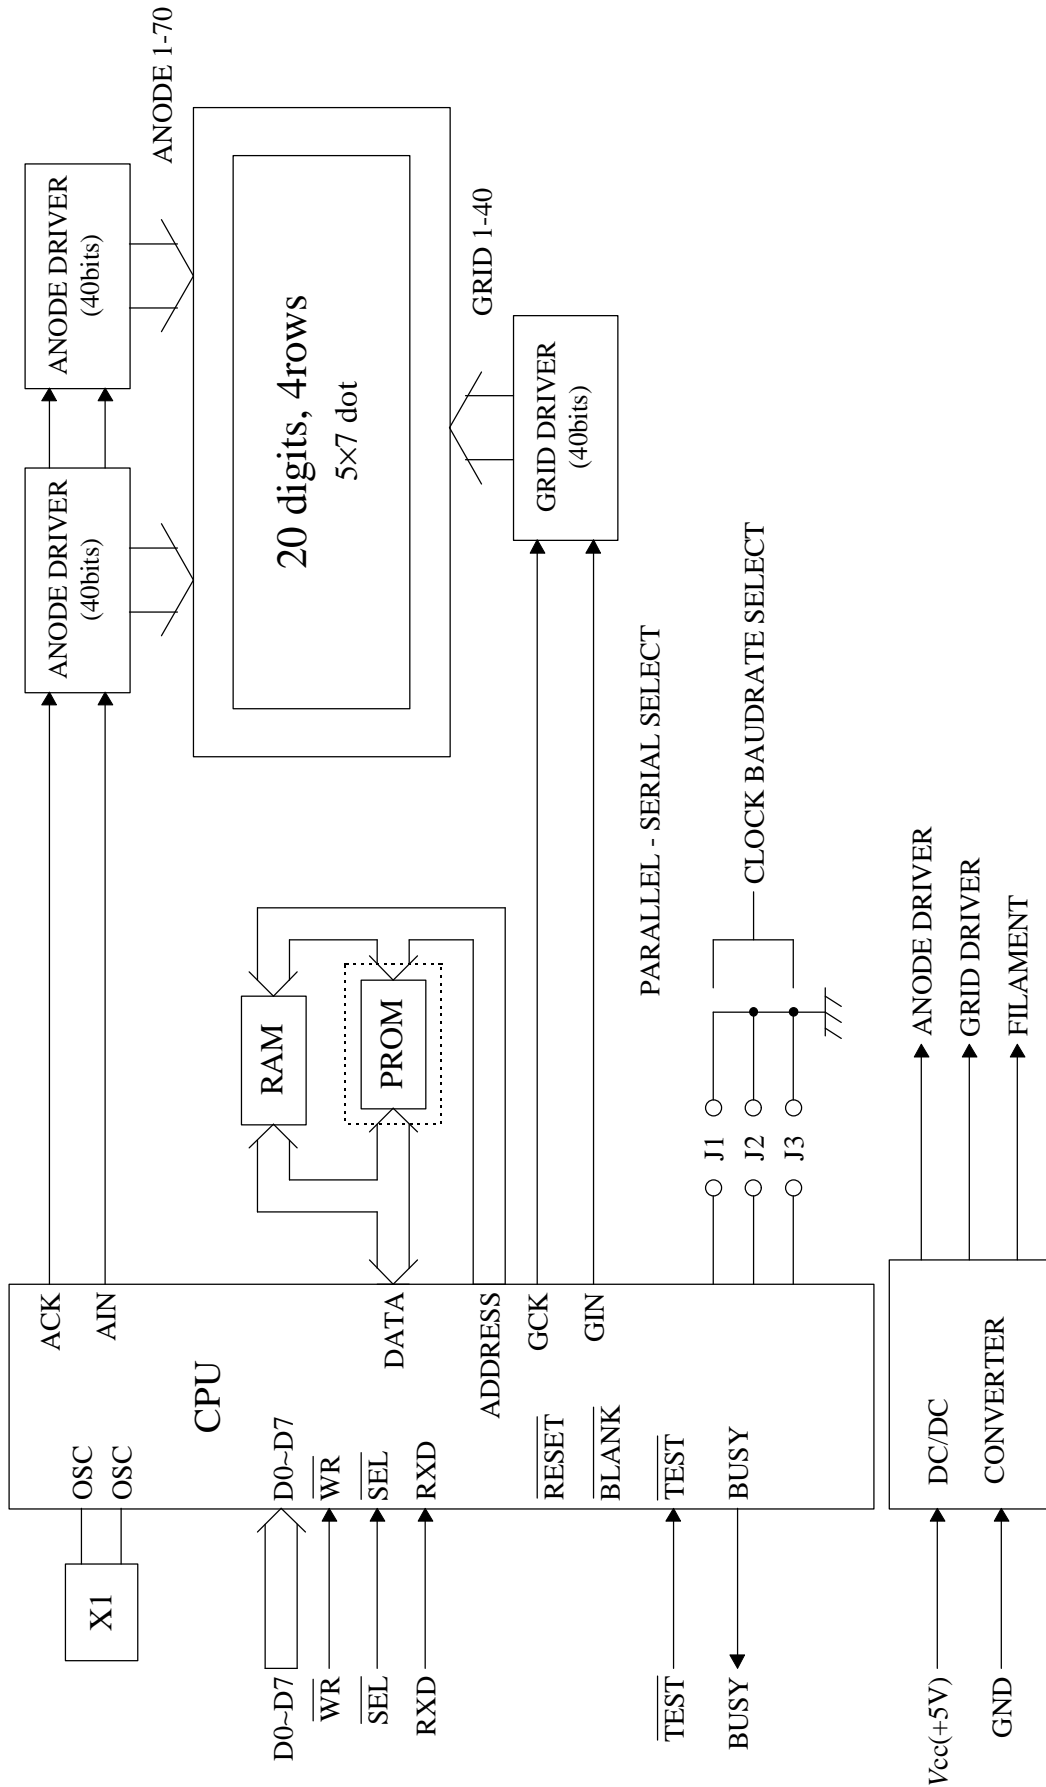 X1
OSC
OSC
CPU
ACK
AIN
ANODE DRIVER
(40bits)
ANODE DRIVER
(40bits)
ANODE 1-70
20 digits, 4rows
5×7 dot
GRID 1-40
GRID DRIVER
(40bits)
RAM
PROM
D0~D7
D0~D7
DATA
WR
WR
SEL
SEL
RXD
RXD
ADDRESS
GCK
GIN
RESET
BLANK
TEST
TEST
BUSY
BUSY
J1
J2
J3
PARALLEL - SERIAL SELECT
CLOCK BAUDRATE SELECT
Vcc(+5V)
GND
DC/DC
CONVERTER
ANODE DRIVER
GRID DRIVER
FILAMENT